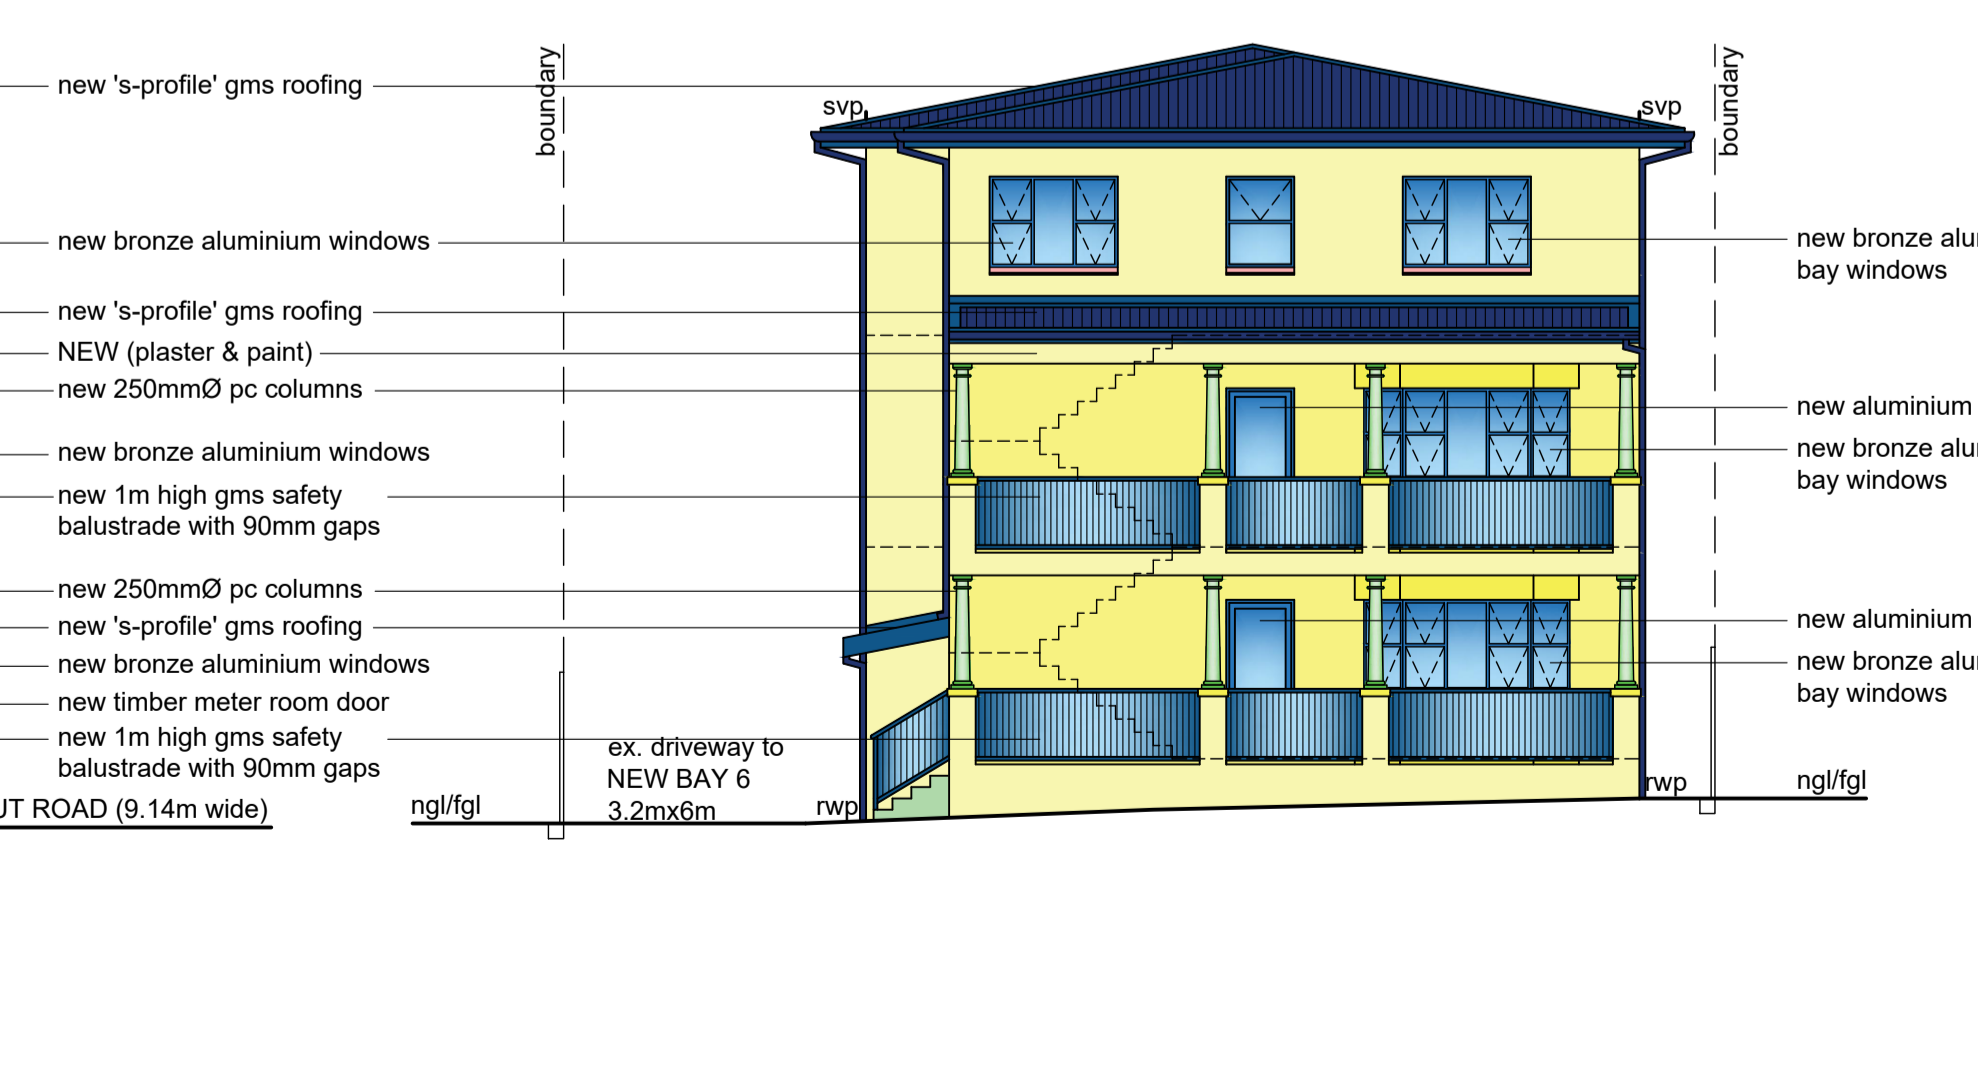 new 's-profile' gms roofing
boundary
svp
svp
boundary
new bronze aluminium windows
new bronze alu
bay windows
new 's-profile' gms roofing
NEW (plaster & paint)
new 250mmØ pc columns
new aluminium
new bronze aluminium windows
new bronze alu
bay windows
new 1m high gms safety
balustrade with 90mm gaps
new 250mmØ pc columns
new 's-profile' gms roofing
new aluminium
new bronze aluminium windows
new bronze alu
bay windows
new timber meter room door
new 1m high gms safety
balustrade with 90mm gaps
ex. driveway to
NEW BAY 6
3.2mx6m
UT ROAD (9.14m wide)
ngl/fgl
rwp
rwp
ngl/fgl